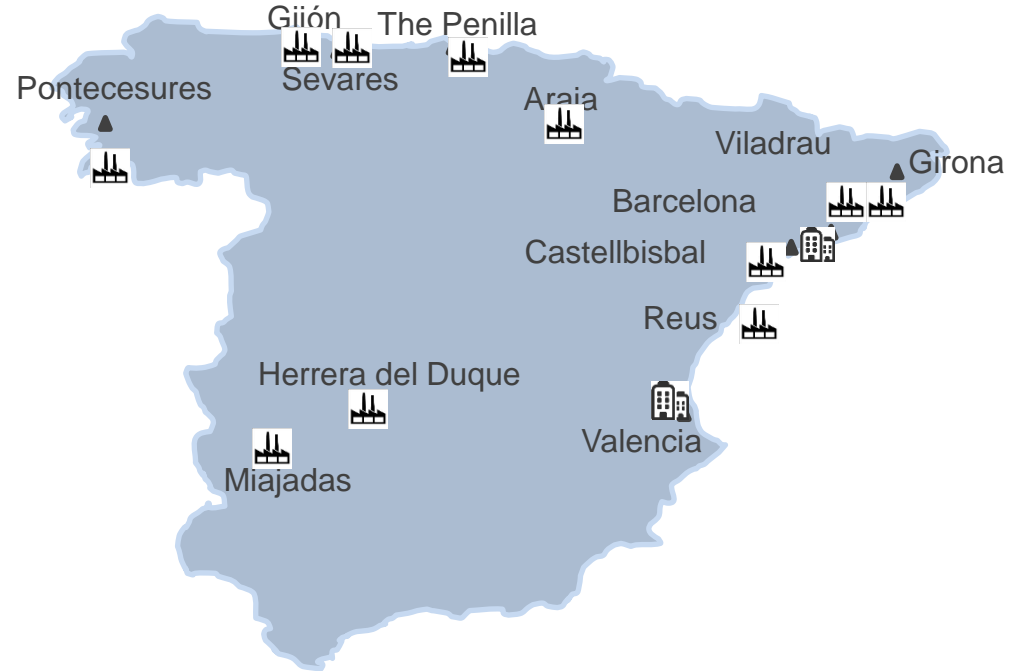 Gijón
The Penilla
Sevares
Pontecesures
Araia
Viladrau
Girona
Barcelona
Castellbisbal
Reus
Herrera del Duque
Valencia
Miajadas